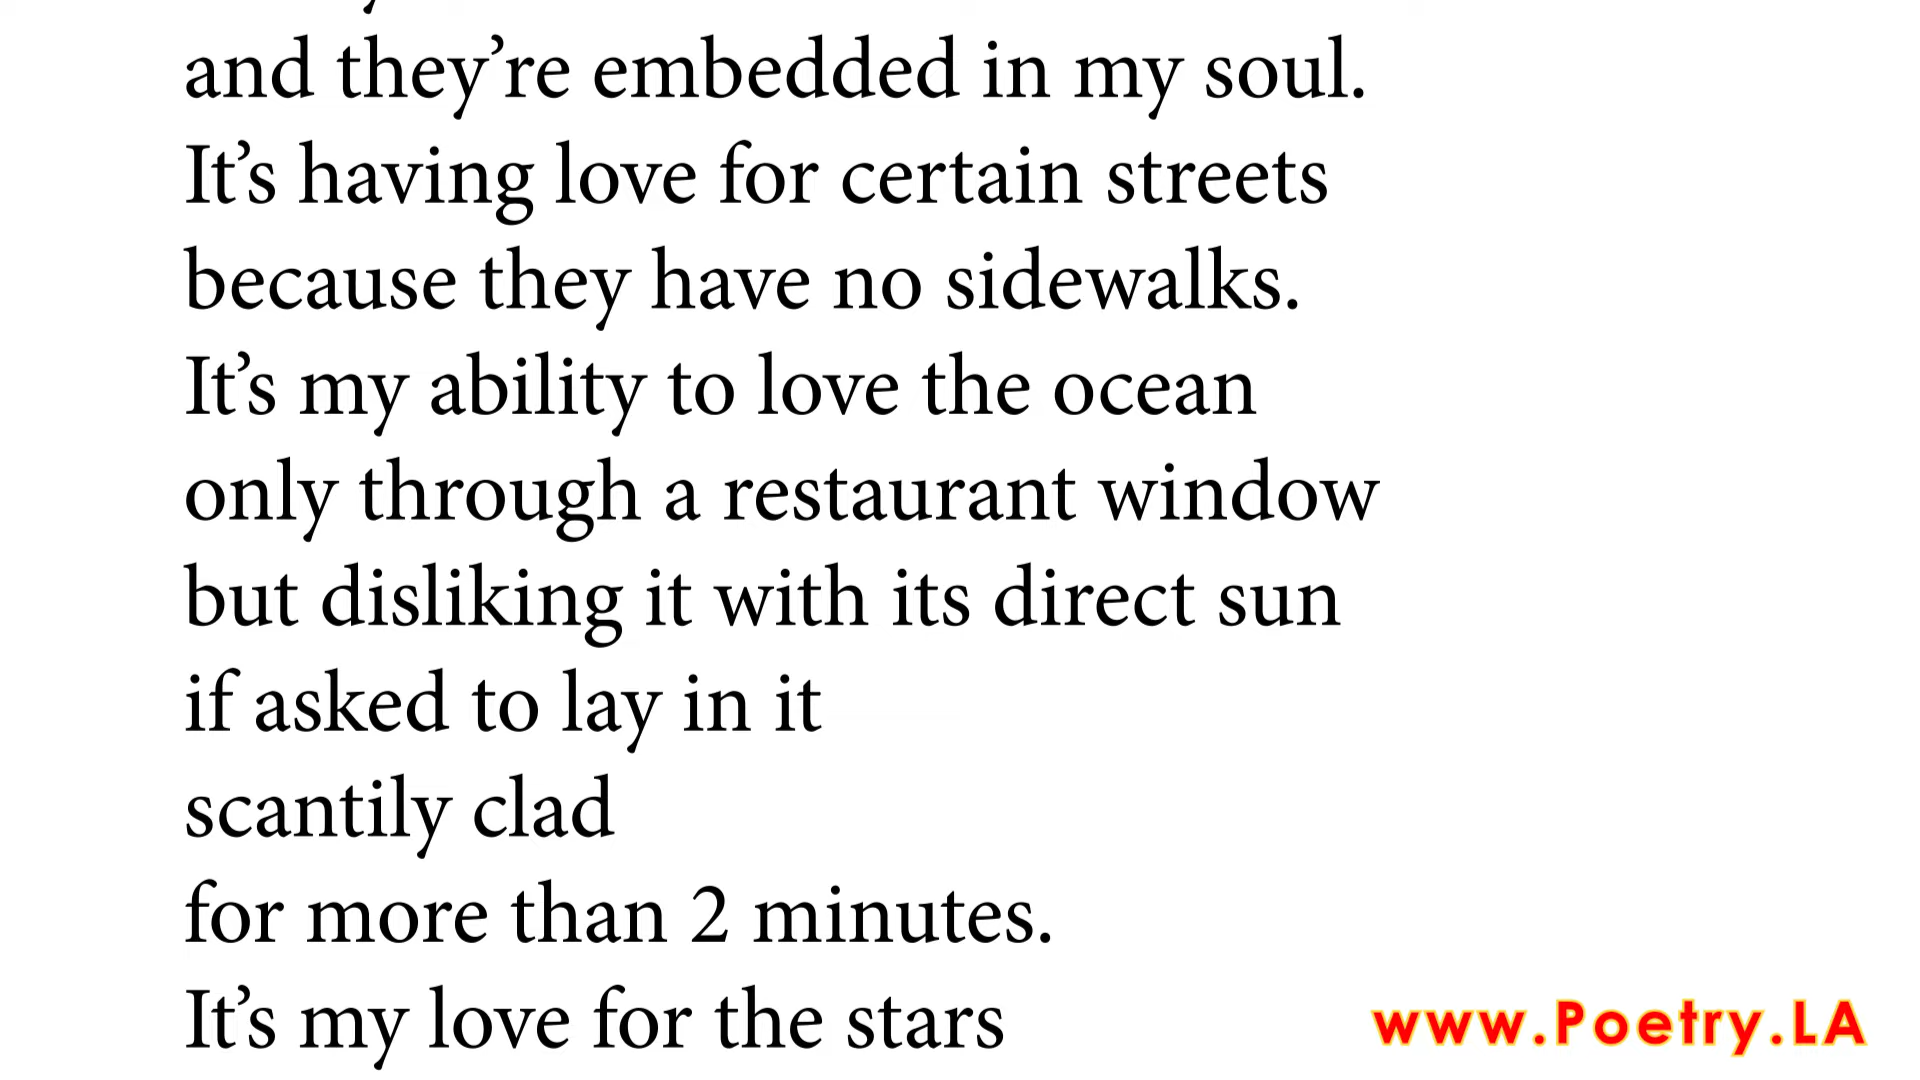 and they’re embedded in my soul.
It’s having love for certain streets
because they have no sidewalks.
It’s my ability to love the ocean
only through a restaurant window
but disliking it with its direct sun
if asked to lay in it
scantily clad
for more than 2 minutes.
It’s my love for the stars
www.Poetry.LA